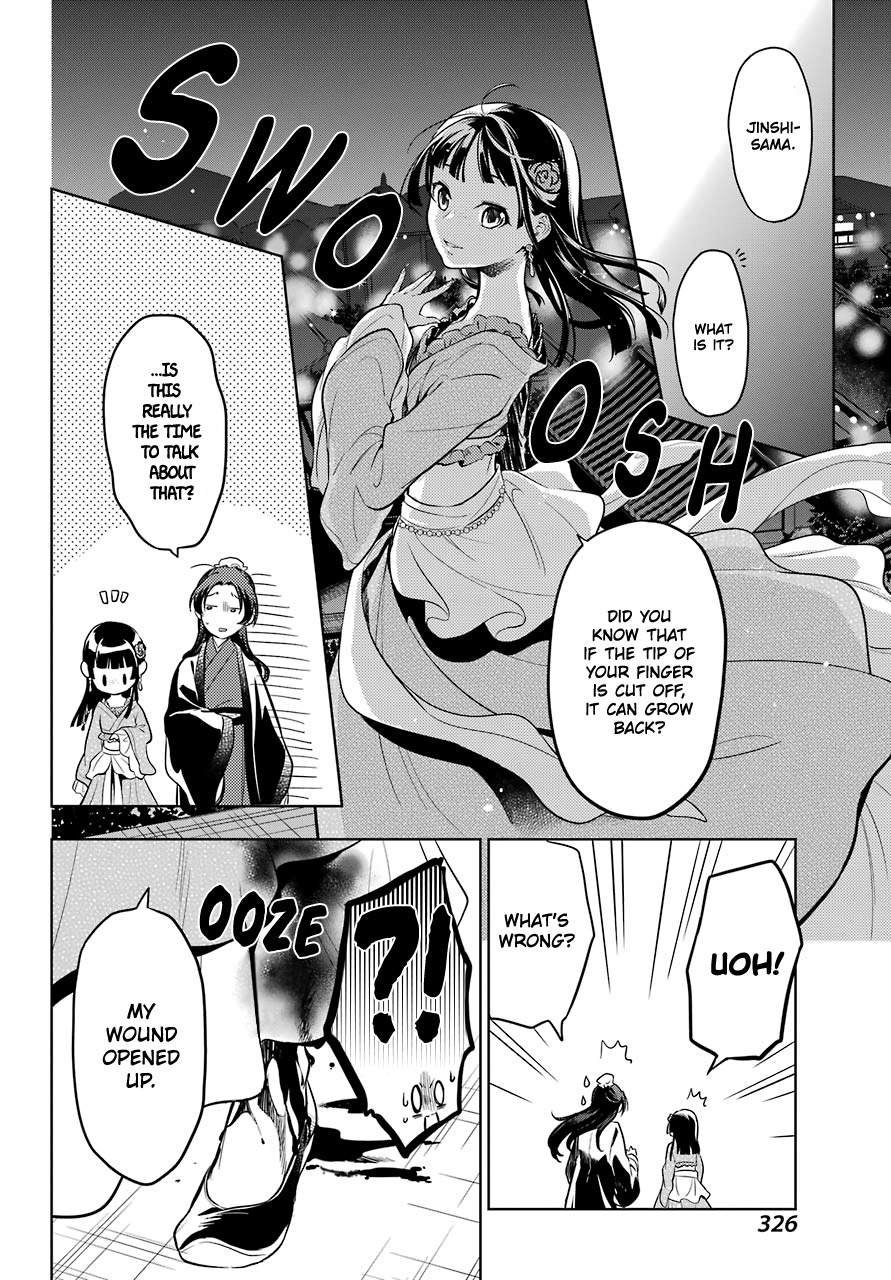 JINSHI-
SAMA.
WHAT
IS IT?
SWOOSH
DID YOU
KNOW THAT
IF THE TIP OF
YOUR FINGER
IS CUT OFF,
IT CAN GROW
BACK?
...IS
THIS
REALLY
THE TIME
TO TALK
ABOUT
THAT?
UOH!
WHAT'S
WRONG?
?!
OOZE
MY
WOUND
OPENED
UP.
326